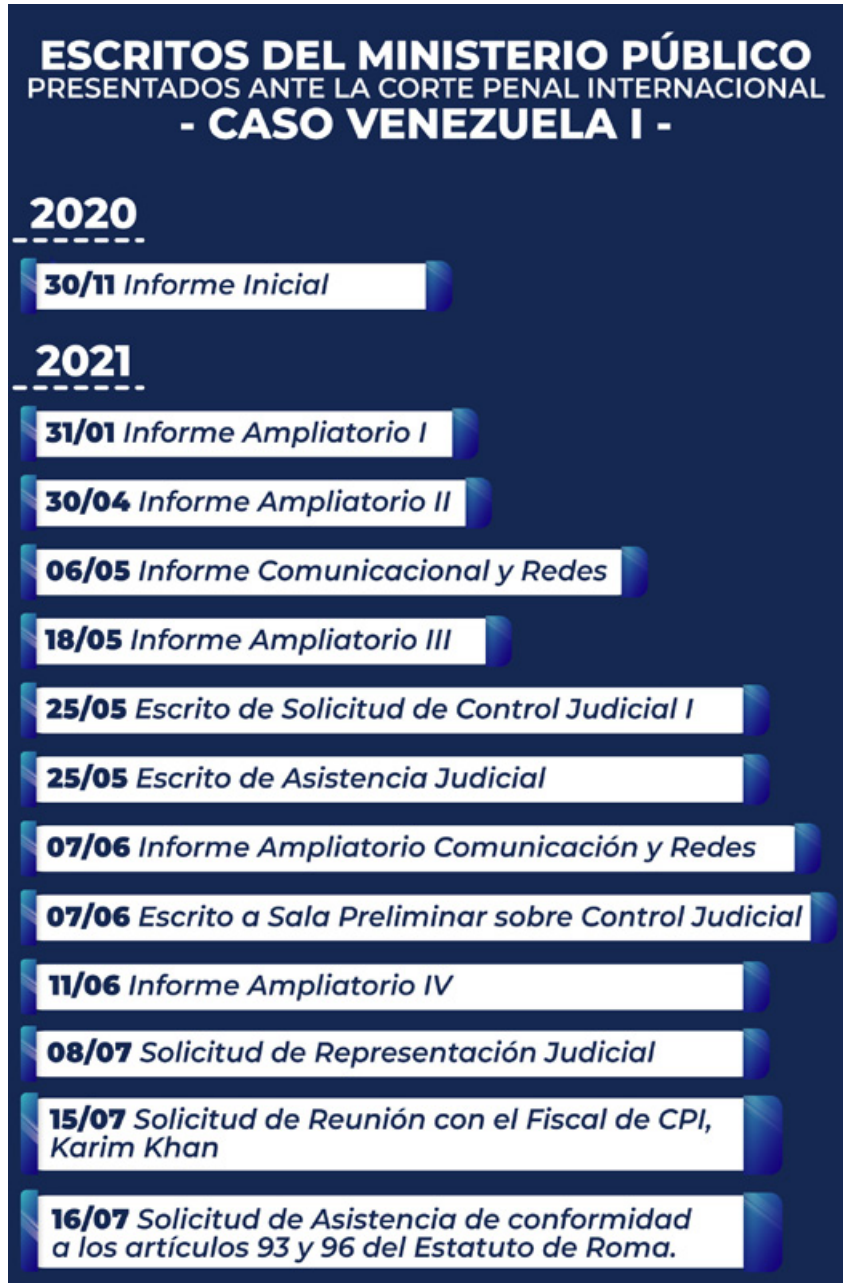 ESCRITOS DEL MINISTERIO PÚBLICO
PRESENTADOS ANTE LA CORTE PENAL INTERNACIONAL
- CASO VENEZUELA I -
2020
30/11 Informe Inicial
2021
31/01 Informe Ampliatorio I
30/04 Informe Ampliatorio II
06/05 Informe Comunicacional y Redes
18/05 Informe Ampliatorio III
25/05 Escrito de Solicitud de Control Judicial I
25/05 Escrito de Asistencia Judicial
07/06 Informe Ampliatorio Comunicación y Redes
07/06 Escrito a Sala Preliminar sobre Control Judicial
11/06 Informe Ampliatorio IV
08/07 Solicitud de Representación Judicial
15/07 Solicitud de Reunión con el Fiscal de CPI,
Karim Khan
16/07 Solicitud de Asistencia de conformidad
a los artículos 93 y 96 del Estatuto de Roma.